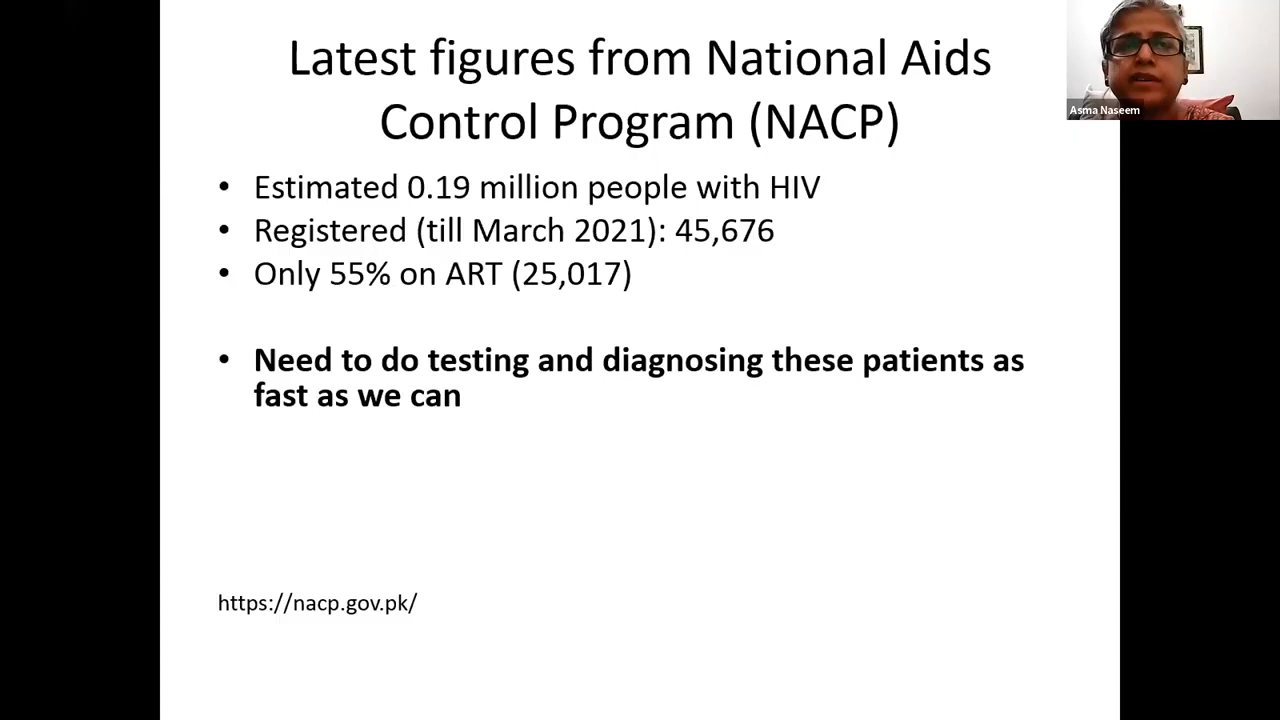 Latest figures from National Aids
Control Program (NACP)
Asma Naseem
• Estimated 0.19 million people with HIV
• Registered (till March 2021): 45,676
• Only 55% on ART (25,017)
• Need to do testing and diagnosing these patients as
fast as we can
https://nacp.gov.pk/